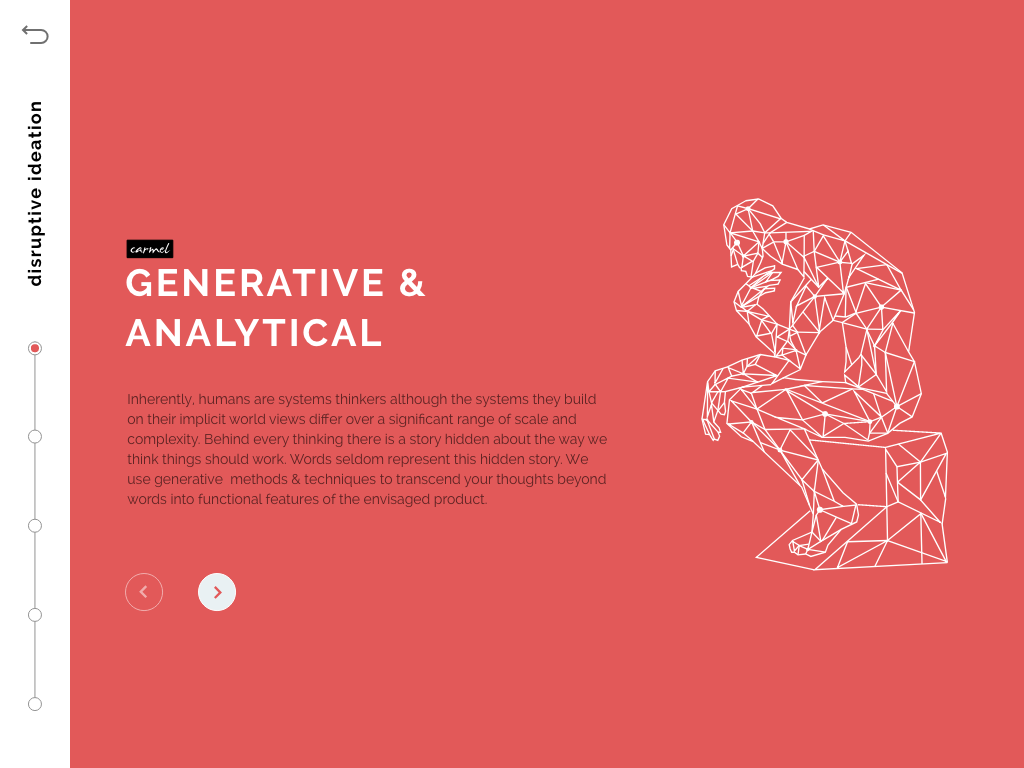 disruptive ideation
carmel
GENERATIVE &
ANALYTICAL
Inherently, humans are systems thinkers although the systems they build
on their implicit world views differ over a significant range of scale and
complexity. Behind every thinking there is a story hidden about the way we
think things should work. Words seldom represent this hidden story. We
use generative  methods & techniques to transcend your thoughts beyond
words into functional features of the envisaged product.